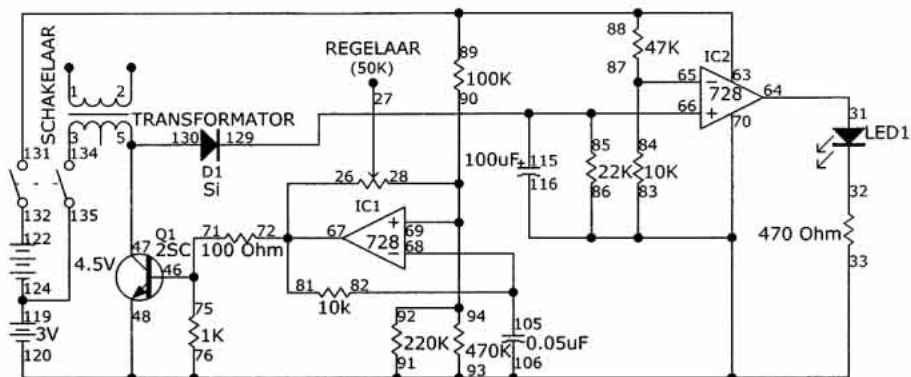 SCHAKELAAR
1 2
3 5
TRANSFORMATOR
131 134
132 135
122
124
4.5V
119
3V
120
130 129
D1
Si
Q1
2SC
47
46
48
71 72
100 Ohm
75
1K
76
REGELAAR
(50K)
27
26 28
IC1
67
+ 69
728
− 68
81 82
10k
89
100K
90
92
220K
91
94
470K
93
105
0.05uF
106
100uF
+
115
116
85
22K
86
88
47K
87
84
10K
83
IC2
65 −
63
728
64
66 +
70
31
LED1
32
470 Ohm
33